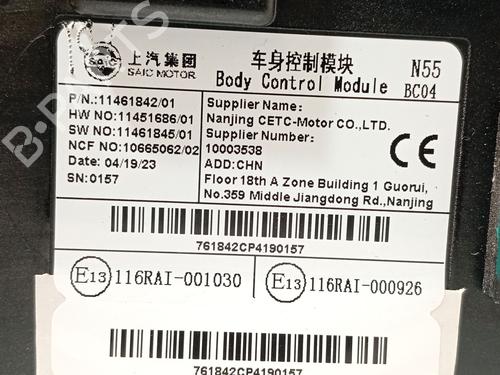 SAIC
上汽集团
SAIC MOTOR
车身控制模块
Body Control Module
N55
BC04
P/N:11461842/01
HW NO:11451686/01
SW NO:11461845/01
NCF NO:10665062/02
Date: 04/19/23
SN:0157
Supplier Name:
Nanjing CETC-Motor CO.,LTD.
Supplier Number:
10003538
ADD:CHN
Floor 18th A Zone Building 1 Guorui,
No.359 Middle Jiangdong Rd.,Nanjing
CE
761842CP4190157
E13 116RAI-001030
E13 116RAI-000926
761842CP4190157